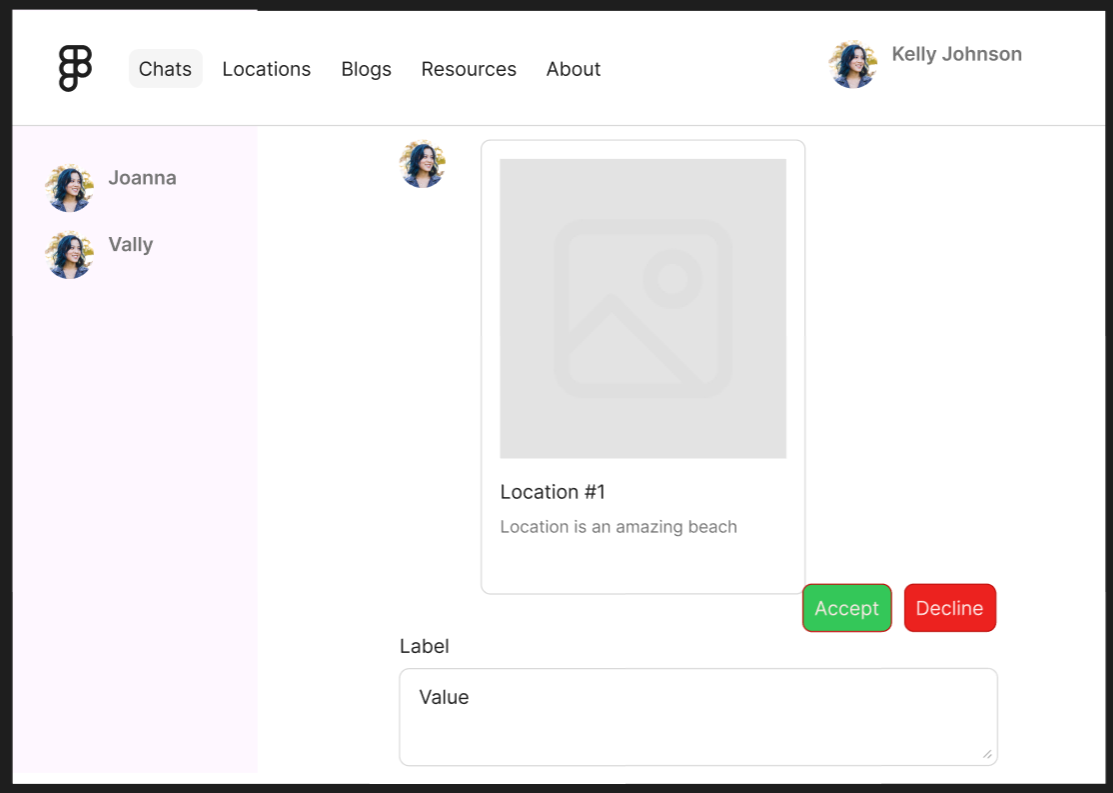 Chats Locations Blogs Resources About Kelly Johnson
Joanna
Vally
Location #1
Location is an amazing beach
Accept Decline
Label
Value